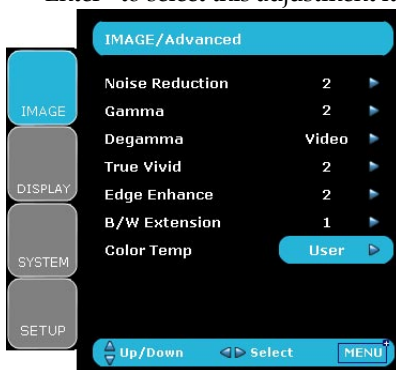 Enter" to select this adjustment it
IMAGE/Advanced
Noise Reduction 2
IMAGE
Gamma 2
Degamma Video
True Vivid 2
DISPLAY
Edge Enhance 2
B/W Extension 1
Color Temp User
SYSTEM
SETUP
Up/Down Select MENU